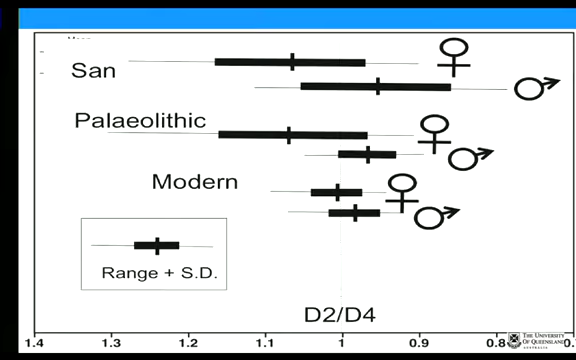 San
Palaeolithic
Modern
Range + S.D.
D2/D4
1.4 1.3 1.2 1.1 1 0.9 0.8
THE UNIVERSITY
OF QUEENSLAND
AUSTRALIA